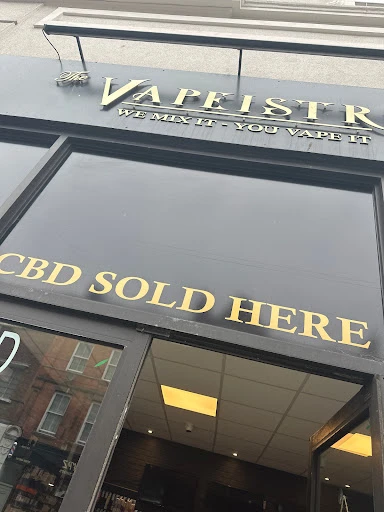 The
VAPEISTR
WE MIX IT - YOU VAPE IT
CBD SOLD HERE